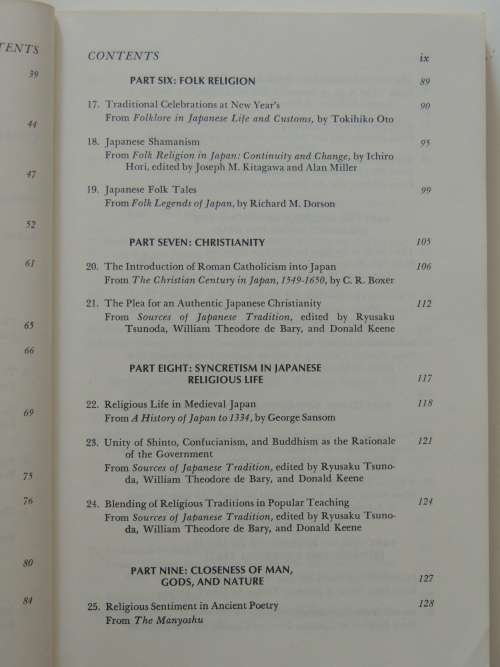 TENTS
39
44
47
52
61
65
66
69
75
76
80
84
CONTENTS ix
PART SIX: FOLK RELIGION 89
17. Traditional Celebrations at New Year's 90
From Folklore in Japanese Life and Customs, by Tokihiko Oto
18. Japanese Shamanism 95
From Folk Religion in Japan: Continuity and Change, by Ichiro
Hori, edited by Joseph M. Kitagawa and Alan Miller
19. Japanese Folk Tales 99
From Folk Legends of Japan, by Richard M. Dorson
PART SEVEN: CHRISTIANITY 105
20. The Introduction of Roman Catholicism into Japan 106
From The Christian Century in Japan, 1549-1650, by C. R. Boxer
21. The Plea for an Authentic Japanese Christianity 112
From Sources of Japanese Tradition, edited by Ryusaku
Tsunoda, William Theodore de Bary, and Donald Keene
PART EIGHT: SYNCRETISM IN JAPANESE
RELIGIOUS LIFE 117
22. Religious Life in Medieval Japan 118
From A History of Japan to 1334, by George Sansom
23. Unity of Shinto, Confucianism, and Buddhism as the Rationale 121
of the Government
From Sources of Japanese Tradition, edited by Ryusaku Tsuno-
da, William Theodore de Bary, and Donald Keene
24. Blending of Religious Traditions in Popular Teaching 124
From Sources of Japanese Tradition, edited by Ryusaku Tsuno-
da, William Theodore de Bary, and Donald Keene
PART NINE: CLOSENESS OF MAN,
GODS, AND NATURE 127
25. Religious Sentiment in Ancient Poetry 128
From The Manyoshu